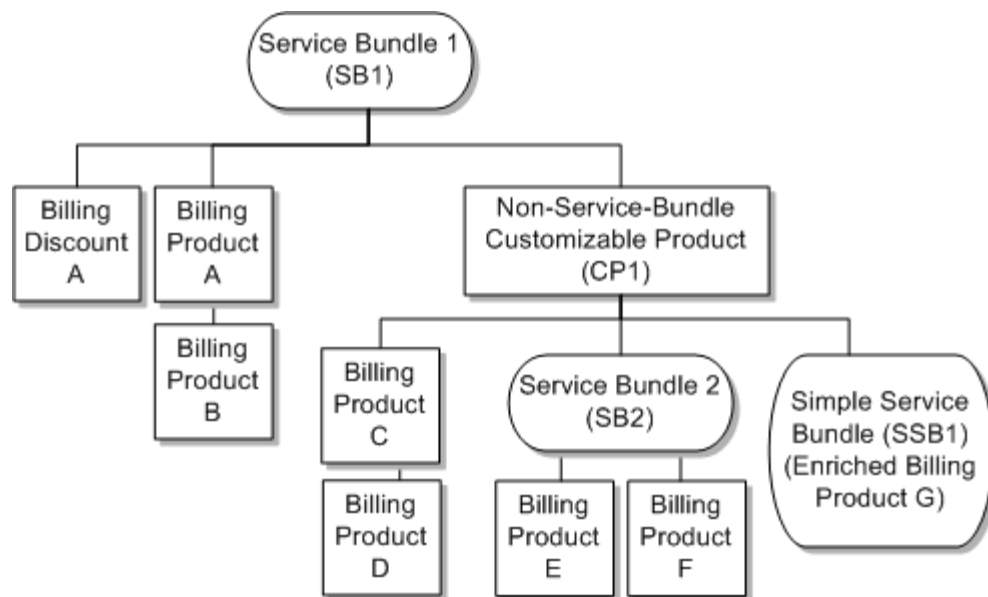 Service Bundle 1
(SB1)
Billing
Discount
A
Billing
Product
A
Non-Service-Bundle
Customizable Product
(CP1)
Billing
Product
B
Billing
Product
C
Service Bundle 2
(SB2)
Simple Service
Bundle (SSB1)
(Enriched Billing
Product G)
Billing
Product
D
Billing
Product
E
Billing
Product
F